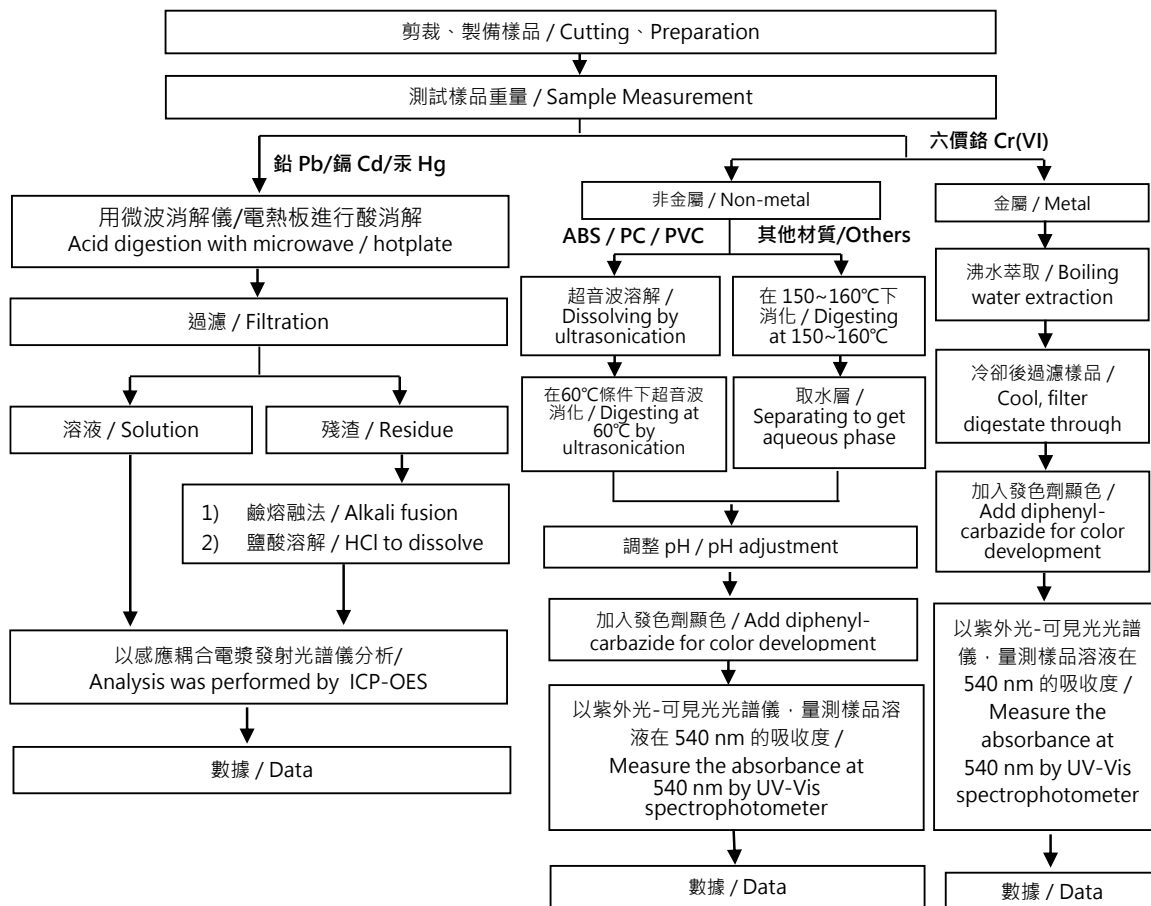 剪裁、製備樣品 / Cutting、Preparation
測試樣品重量 / Sample Measurement
鉛 Pb/鎘 Cd/汞 Hg
六價鉻 Cr(VI)
用微波消解儀/電熱板進行酸消解
Acid digestion with microwave / hotplate
過濾 / Filtration
溶液 / Solution
殘渣 / Residue
1) 鹼熔融法 / Alkali fusion
2) 鹽酸溶解 / HCl to dissolve
以感應耦合電漿發射光譜儀分析/
Analysis was performed by ICP-OES
數據 / Data
非金屬 / Non-metal
ABS / PC / PVC
其他材質/Others
超音波溶解 /
Dissolving by
ultrasonication
在 150~160℃下
消化 / Digesting
at 150~160℃
在60℃條件下超音波
消化 / Digesting at
60℃ by
ultrasonication
取水層 /
Separating to get
aqueous phase
調整 pH / pH adjustment
加入發色劑顯色 / Add diphenyl-
carbazide for color development
以紫外光-可見光光譜儀，量測樣品溶
液在 540 nm 的吸收度 /
Measure the absorbance at
540 nm by UV-Vis
spectrophotometer
數據 / Data
金屬 / Metal
沸水萃取 / Boiling
water extraction
冷卻後過濾樣品 /
Cool, filter
digestate through
加入發色劑顯色 /
Add diphenyl-
carbazide for color
development
以紫外光-可見光光譜
儀，量測樣品溶液在
540 nm 的吸收度 /
Measure the
absorbance at
540 nm by UV-Vis
spectrophotometer
數據 / Data